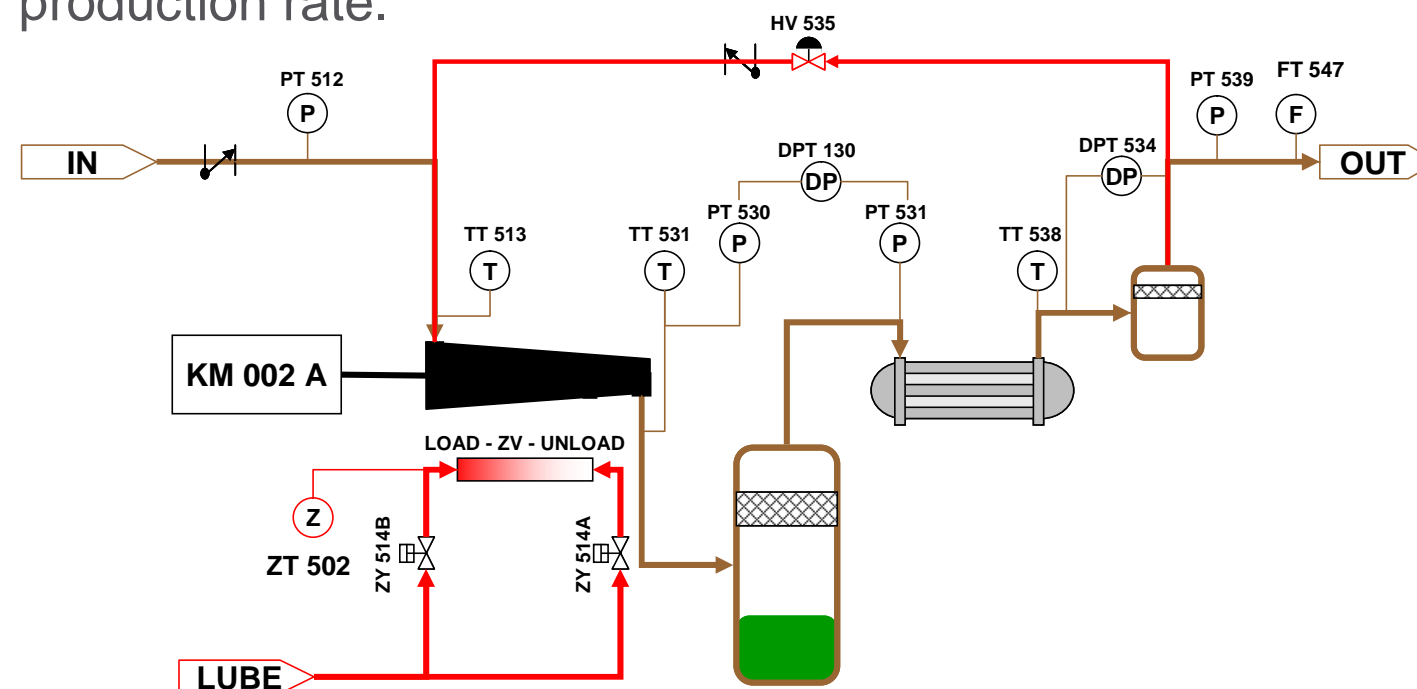 production rate.
HV 535
PT 512
P
PT 539
P
FT 547
F
IN
OUT
DPT 130
DP
DPT 534
DP
TT 513
T
TT 531
T
PT 530
P
PT 531
P
TT 538
T
KM 002 A
LOAD - ZV - UNLOAD
Z
ZT 502
ZY 514B
ZY 514A
LUBE